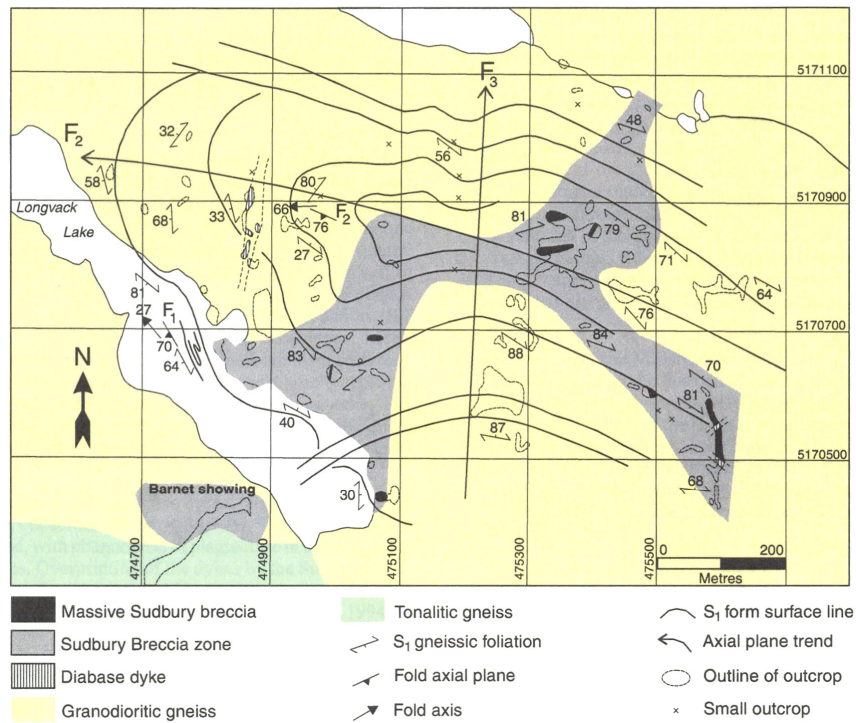 5171100
F3
48
32
56
F2
58
80
5170900
Longvack
Lake
68
33
66
F2
76
81
79
27
71
81
64
27
F1
76
5170700
70
84
64
83
88
70
N
81
40
87
5170500
68
Barnet showing
30
474700
474900
475100
475300
475500
0 200
Metres
Massive Sudbury breccia
Sudbury Breccia zone
Diabase dyke
Granodioritic gneiss
Tonalitic gneiss
S1 gneissic foliation
Fold axial plane
Fold axis
S1 form surface line
Axial plane trend
Outline of outcrop
Small outcrop